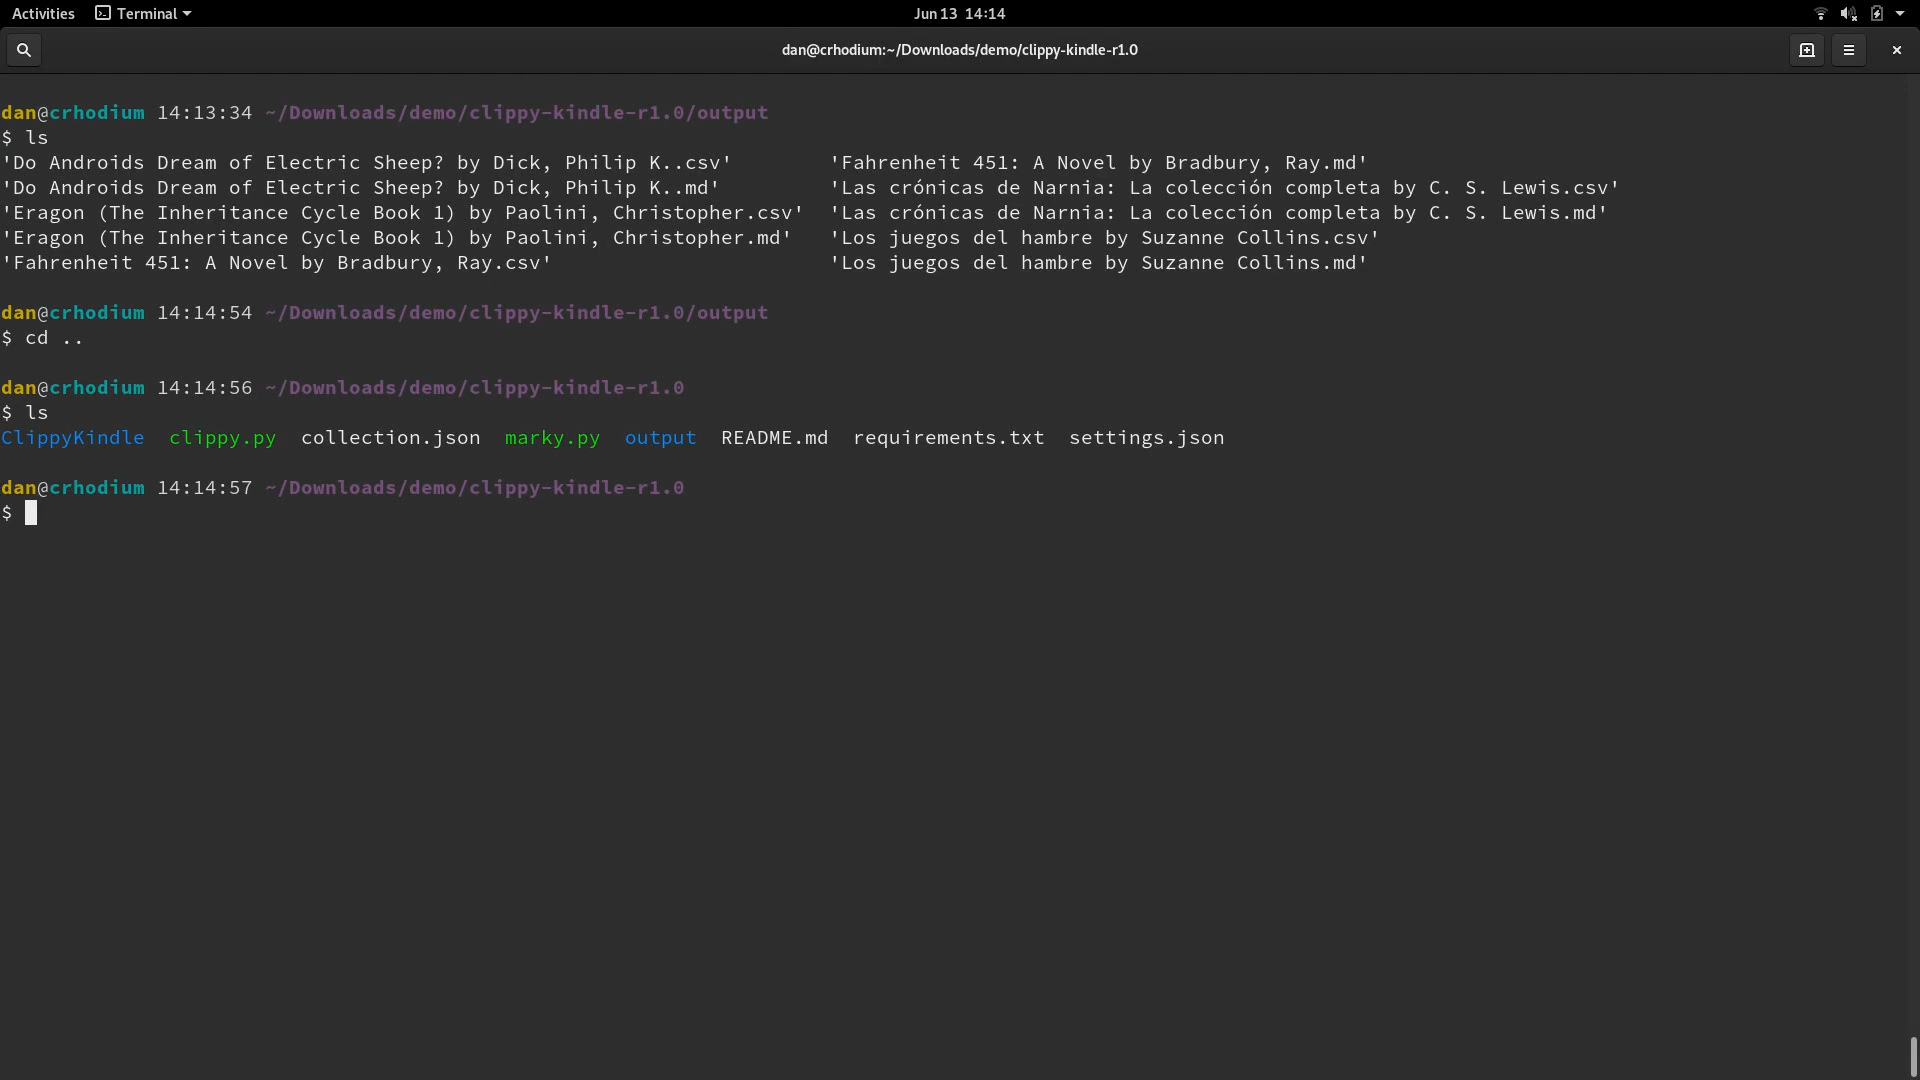 Activities Terminal Jun 13 14:14
dan@crhodium:~/Downloads/demo/clippy-kindle-r1.0
dan@crhodium 14:13:34 ~/Downloads/demo/clippy-kindle-r1.0/output
$ ls
'Do Androids Dream of Electric Sheep? by Dick, Philip K..csv' 'Fahrenheit 451: A Novel by Bradbury, Ray.md'
'Do Androids Dream of Electric Sheep? by Dick, Philip K..md' 'Las crónicas de Narnia: La colección completa by C. S. Lewis.csv'
'Eragon (The Inheritance Cycle Book 1) by Paolini, Christopher.csv' 'Las crónicas de Narnia: La colección completa by C. S. Lewis.md'
'Eragon (The Inheritance Cycle Book 1) by Paolini, Christopher.md' 'Los juegos del hambre by Suzanne Collins.csv'
'Fahrenheit 451: A Novel by Bradbury, Ray.csv' 'Los juegos del hambre by Suzanne Collins.md'
dan@crhodium 14:14:54 ~/Downloads/demo/clippy-kindle-r1.0/output
$ cd ..
dan@crhodium 14:14:56 ~/Downloads/demo/clippy-kindle-r1.0
$ ls
ClippyKindle clippy.py collection.json marky.py output README.md requirements.txt settings.json
dan@crhodium 14:14:57 ~/Downloads/demo/clippy-kindle-r1.0
$